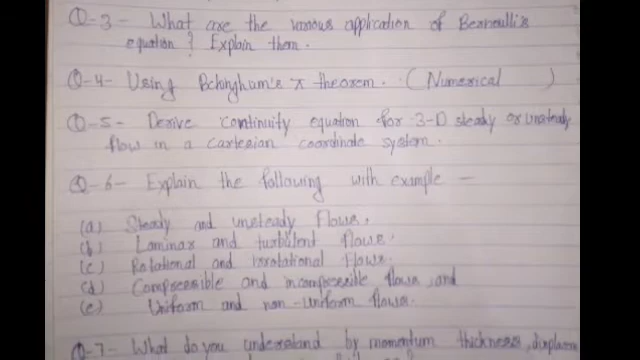 Q-3- What are the various application of Bernoulli's
equation? Explain them.
Q-4- Using Bchingham's π theorem. (Numerical )
Q-5- Derive continuity equation for 3-D steady or unsteady
flow in a cartesian coordinate system.
Q-6- Explain the following with example -
(a) Steady and unsteady flows,
(b) Laminar and turbulent flows.
(c) Rotational and irrotational flows.
(d) Compressible and incompressible flows, and
(e) Uniform and non-uniform flows.
Q-7- What do you understand by momentum thickness,